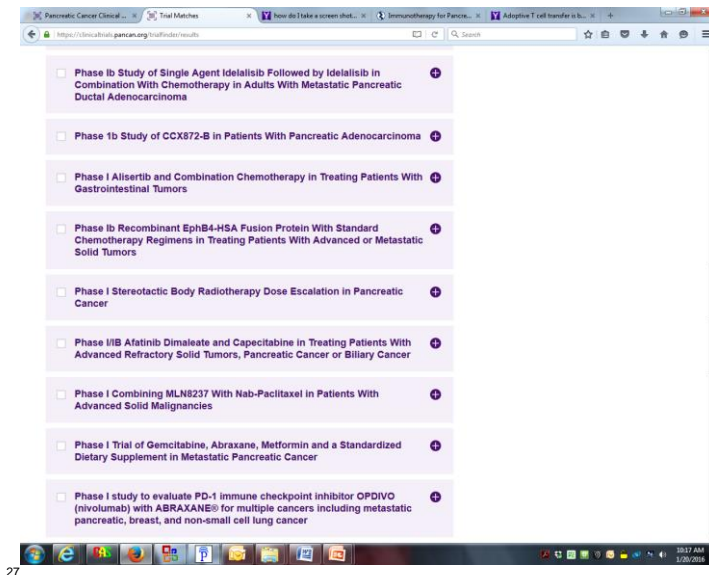 Pancreatic Cancer Clinical ...
Trial Matches
how do I take a screen shot...
Immunotherapy for Pancre...
Adoptive T cell transfer is b...
https://clinicaltrials.pancan.org/trialfinder/results
Search
Phase Ib Study of Single Agent Idelalisib Followed by Idelalisib in
Combination With Chemotherapy in Adults With Metastatic Pancreatic
Ductal Adenocarcinoma
Phase 1b Study of CCX872-B in Patients With Pancreatic Adenocarcinoma
Phase I Alisertib and Combination Chemotherapy in Treating Patients With
Gastrointestinal Tumors
Phase Ib Recombinant EphB4-HSA Fusion Protein With Standard
Chemotherapy Regimens in Treating Patients With Advanced or Metastatic
Solid Tumors
Phase I Stereotactic Body Radiotherapy Dose Escalation in Pancreatic
Cancer
Phase I/IB Afatinib Dimaleate and Capecitabine in Treating Patients With
Advanced Refractory Solid Tumors, Pancreatic Cancer or Biliary Cancer
Phase I Combining MLN8237 With Nab-Paclitaxel in Patients With
Advanced Solid Malignancies
Phase I Trial of Gemcitabine, Abraxane, Metformin and a Standardized
Dietary Supplement in Metastatic Pancreatic Cancer
Phase I study to evaluate PD-1 immune checkpoint inhibitor OPDIVO
(nivolumab) with ABRAXANE® for multiple cancers including metastatic
pancreatic, breast, and non-small cell lung cancer
10:17 AM
1/20/2016
27